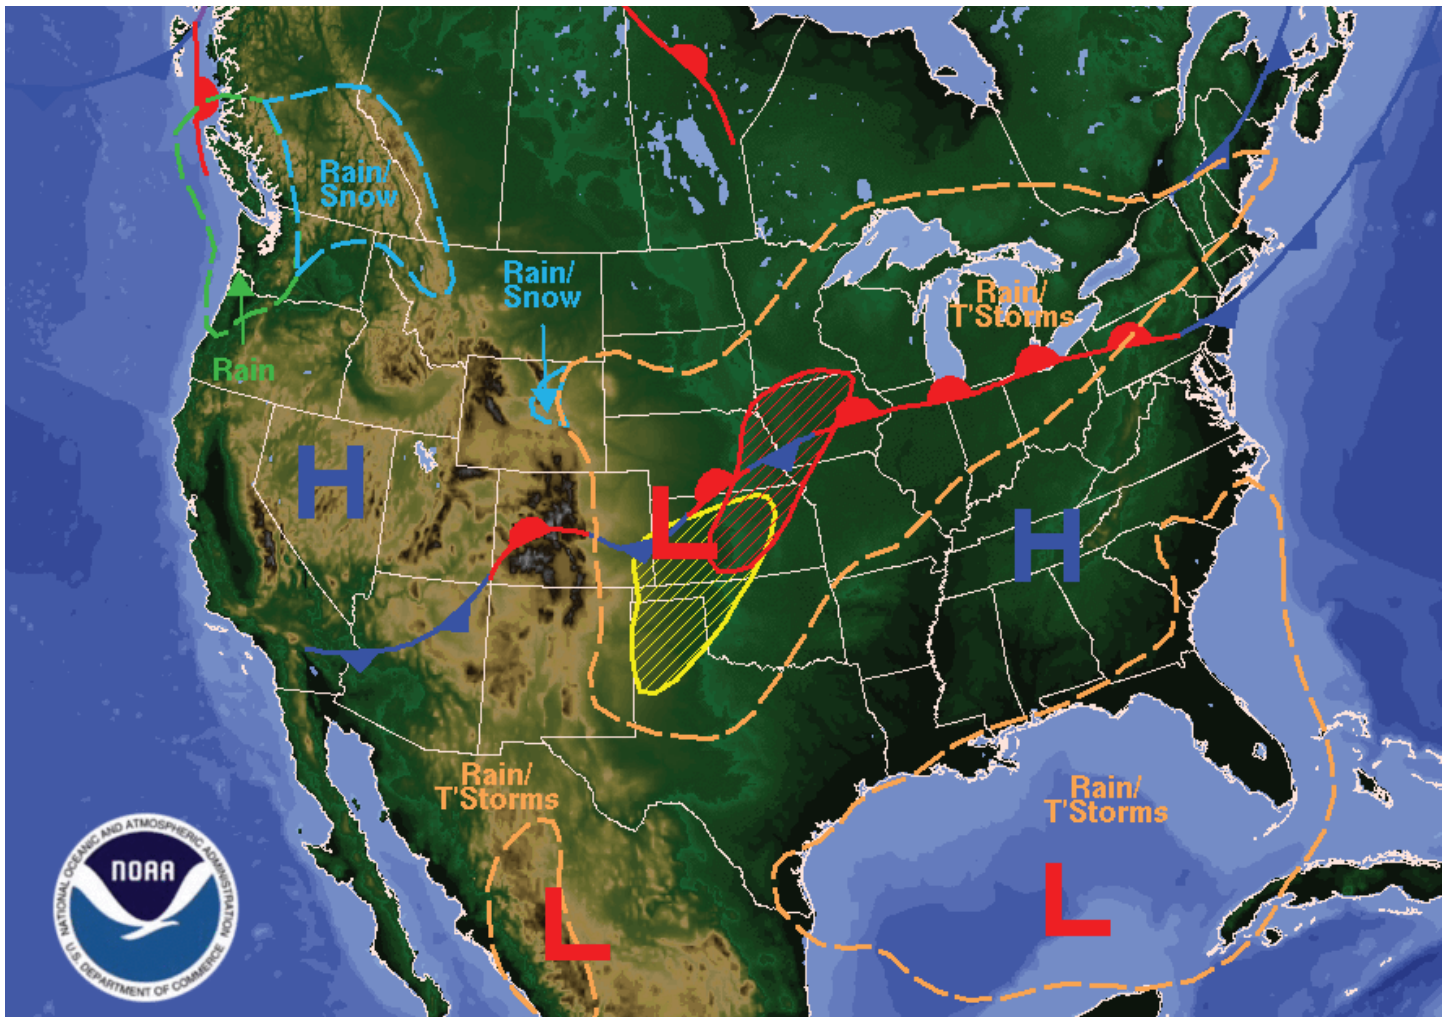 Rain/
Snow
Rain/
Snow
Rain/
T'Storms
Rain
H
L
H
Rain/
T'Storms
Rain/
T'Storms
L
L
NATIONAL OCEANIC AND ATMOSPHERIC ADMINISTRATION
NOAA
U.S. DEPARTMENT OF COMMERCE